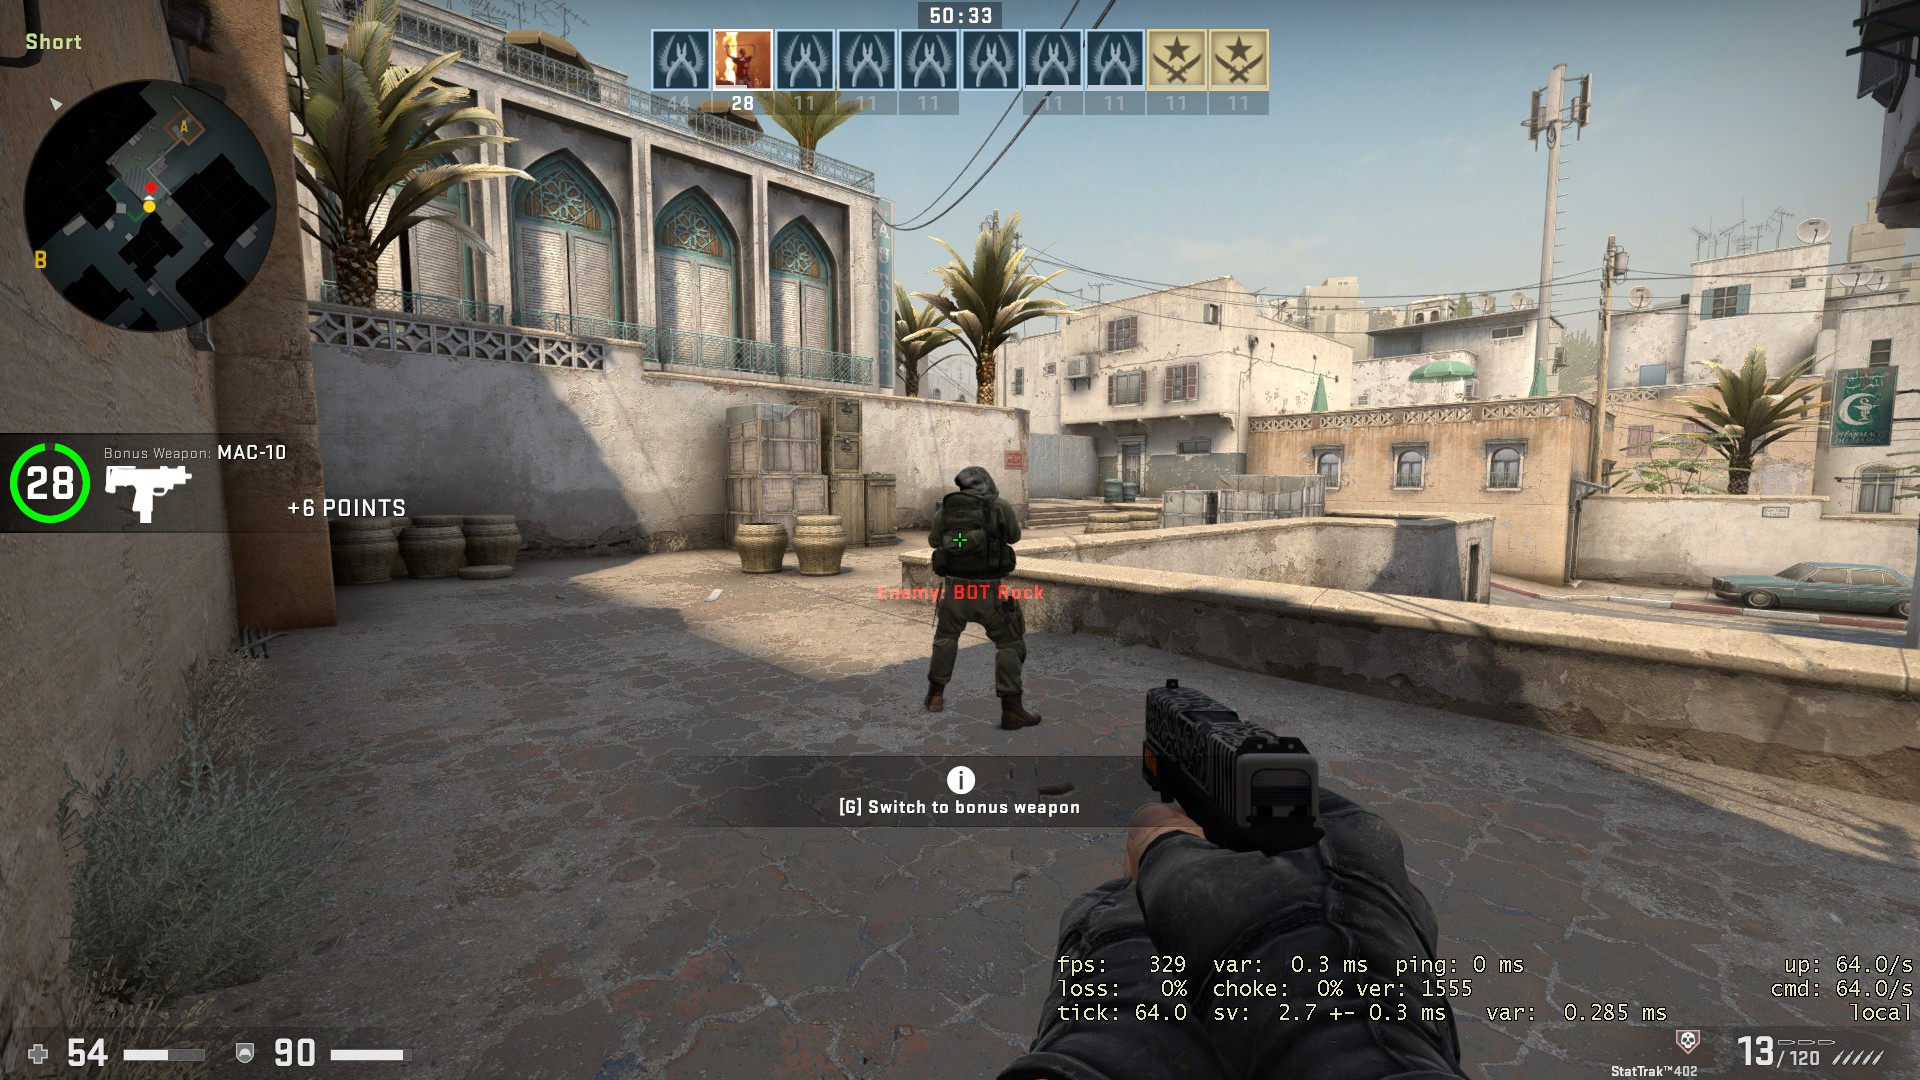 50:33
Short
44 28 11 11 11 11 11 11 11
A
B
28 Bonus Weapon: MAC-10
+6 POINTS
Enemy: BOT Rock
[G] Switch to bonus weapon
fps: 329 var: 0.3 ms ping: 0 ms up: 64.0/s
loss: 0% choke: 0% ver: 1555 cmd: 64.0/s
tick: 64.0 sv: 2.7 +- 0.3 ms var: 0.285 ms local
54 90 13/120
StatTrak™402